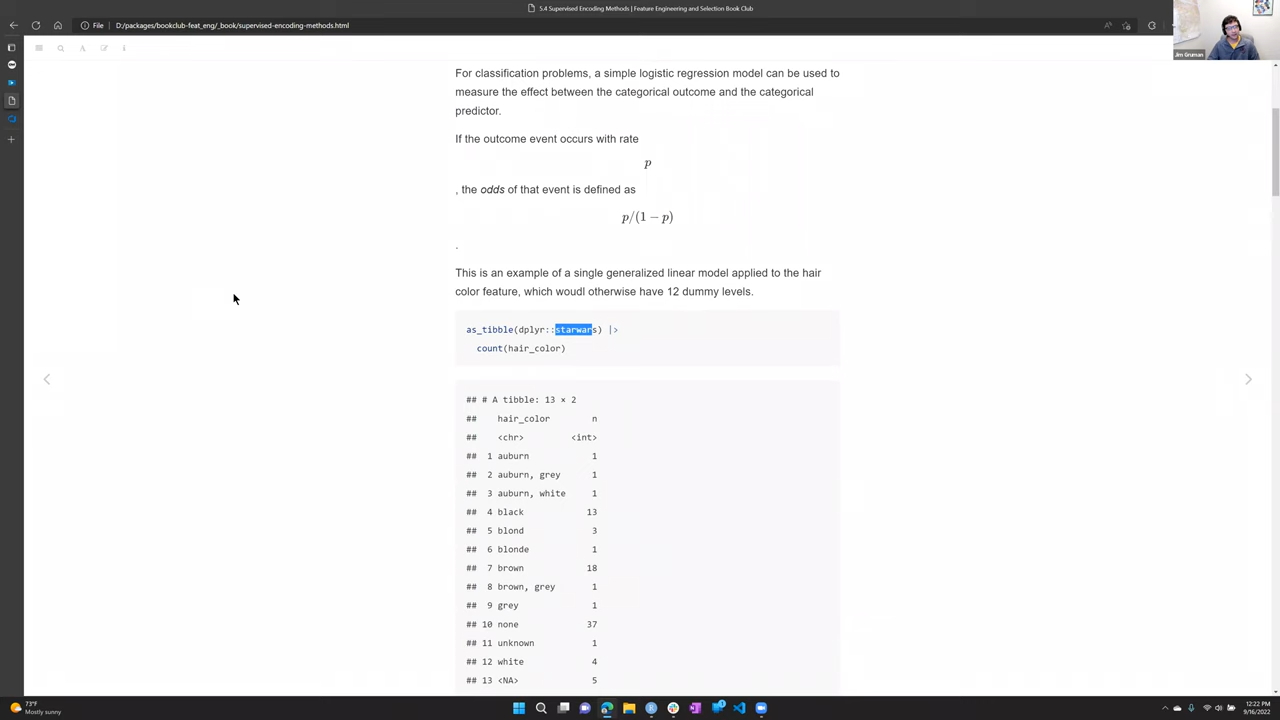 5.4 Supervised Encoding Methods | Feature Engineering and Selection Book Club
File
D:/packages/bookclub-feat_eng/_book/supervised-encoding-methods.html
Jim Gruman
For classification problems, a simple logistic regression model can be used to
measure the effect between the categorical outcome and the categorical
predictor.
If the outcome event occurs with rate
p
, the odds of that event is defined as
p/(1 − p)
.
This is an example of a single generalized linear model applied to the hair
color feature, which woudl otherwise have 12 dummy levels.
as_tibble(dplyr::starwars) |>
count(hair_color)
## # A tibble: 13 × 2
## hair_color n
## <chr> <int>
## 1 auburn 1
## 2 auburn, grey 1
## 3 auburn, white 1
## 4 black 13
## 5 blond 3
## 6 blonde 1
## 7 brown 18
## 8 brown, grey 1
## 9 grey 1
## 10 none 37
## 11 unknown 1
## 12 white 4
## 13 <NA> 5
73°F
Mostly sunny
12:22 PM
9/16/2022